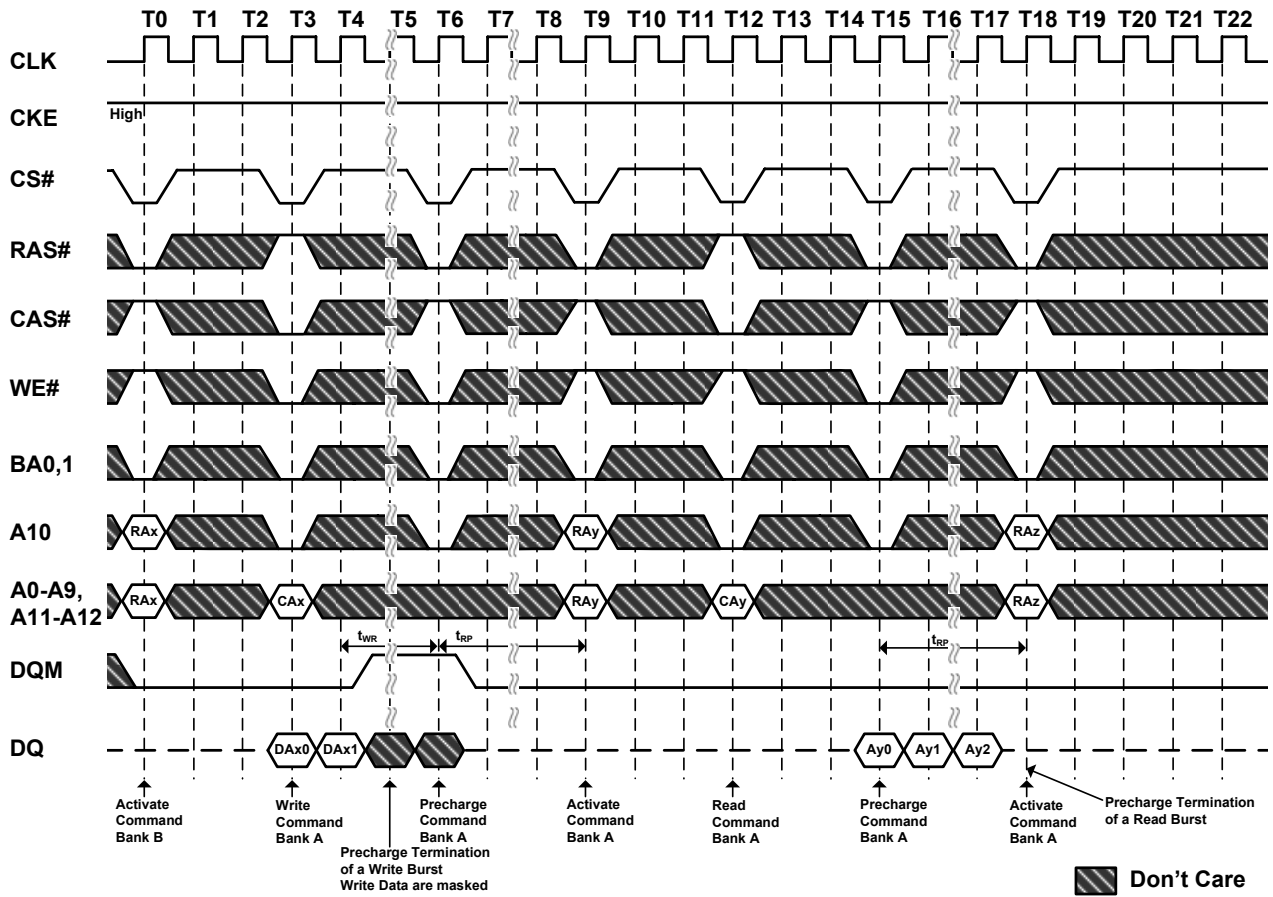 T0 T1 T2 T3 T4 T5 T6 T7 T8 T9 T10 T11 T12 T13 T14 T15 T16 T17 T18 T19 T20 T21 T22
CLK
CKE
High
CS#
RAS#
CAS#
WE#
BA0,1
A10
RAx RAy RAz
A0-A9,
A11-A12
RAx CAx RAy CAy RAz
tWR tRP tRP
DQM
DQ
DAx0 DAx1 Ay0 Ay1 Ay2
Activate
Command
Bank B
Write
Command
Bank A
Precharge Termination
of a Write Burst
Write Data are masked
Precharge
Command
Bank A
Activate
Command
Bank A
Read
Command
Bank A
Precharge
Command
Bank A
Activate
Command
Bank A
Precharge Termination
of a Read Burst
Don't Care